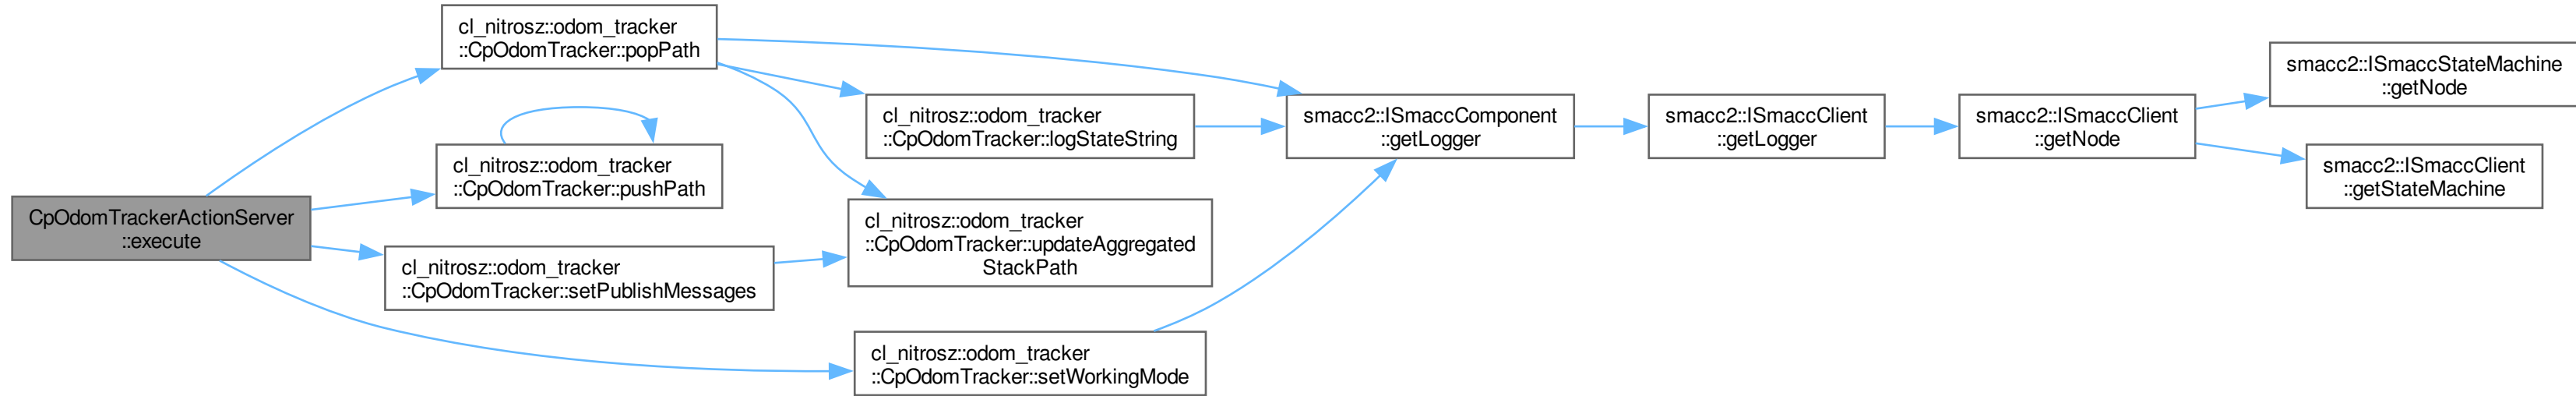 CpOdomTrackerActionServer
::execute
cl_nitrosz::odom_tracker
::CpOdomTracker::popPath
cl_nitrosz::odom_tracker
::CpOdomTracker::pushPath
cl_nitrosz::odom_tracker
::CpOdomTracker::setPublishMessages
cl_nitrosz::odom_tracker
::CpOdomTracker::logStateString
cl_nitrosz::odom_tracker
::CpOdomTracker::updateAggregated
StackPath
cl_nitrosz::odom_tracker
::CpOdomTracker::setWorkingMode
smacc2::ISmaccComponent
::getLogger
smacc2::ISmaccClient
::getLogger
smacc2::ISmaccClient
::getNode
smacc2::ISmaccStateMachine
::getNode
smacc2::ISmaccClient
::getStateMachine